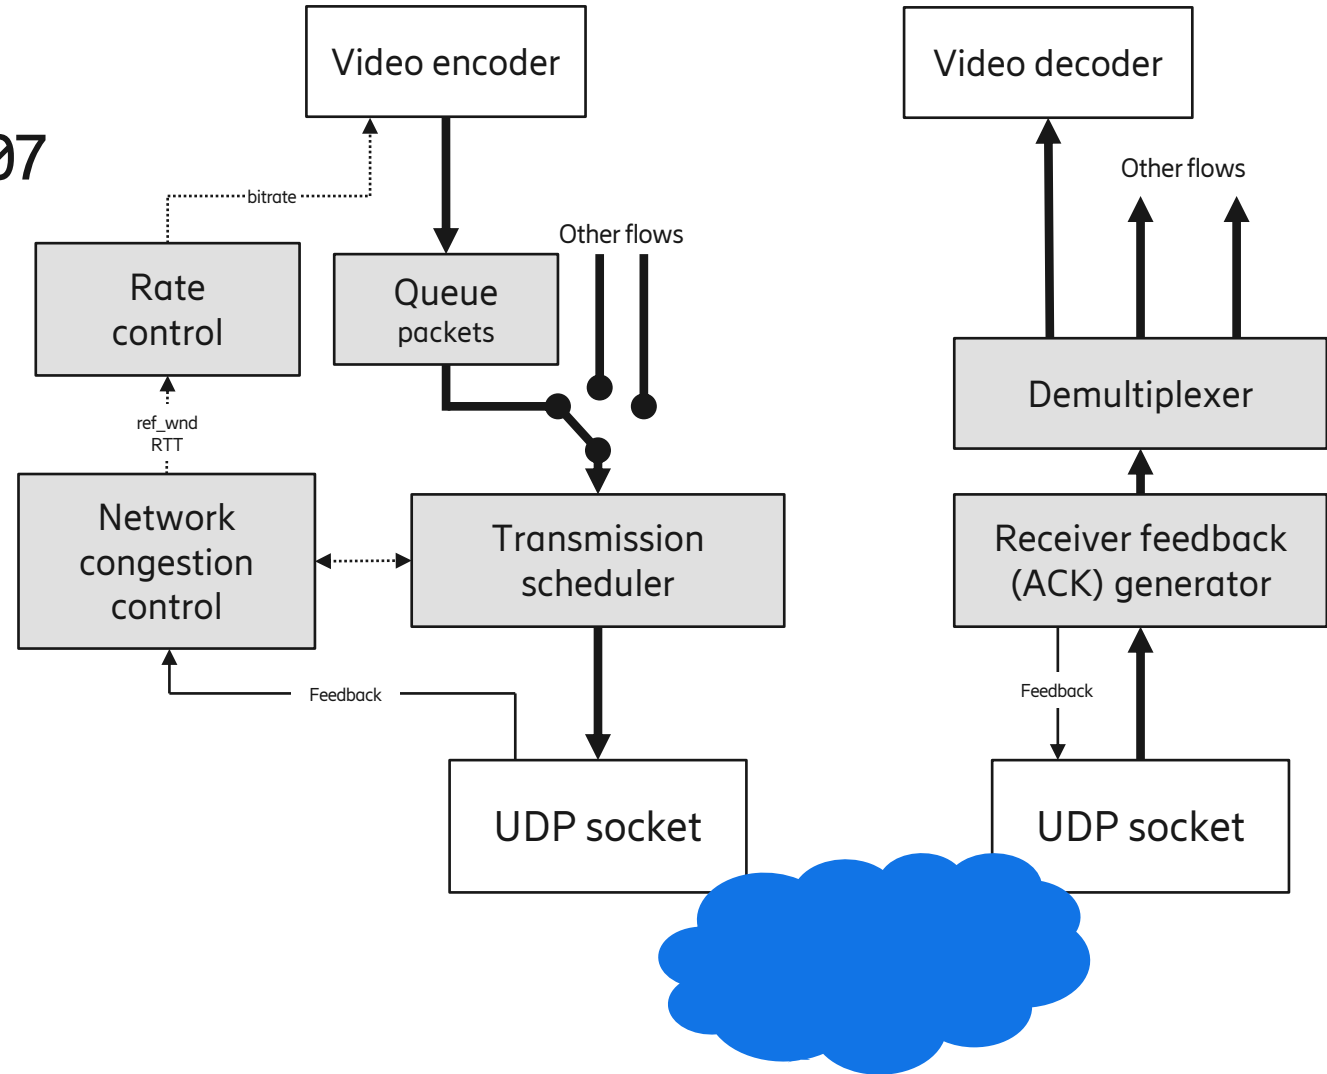 Video encoder
Video decoder
07
Other flows
bitrate
Other flows
Rate
control
Queue
packets
Demultiplexer
ref_wnd
RTT
Network
congestion
control
Transmission
scheduler
Receiver feedback
(ACK) generator
Feedback
Feedback
UDP socket
UDP socket